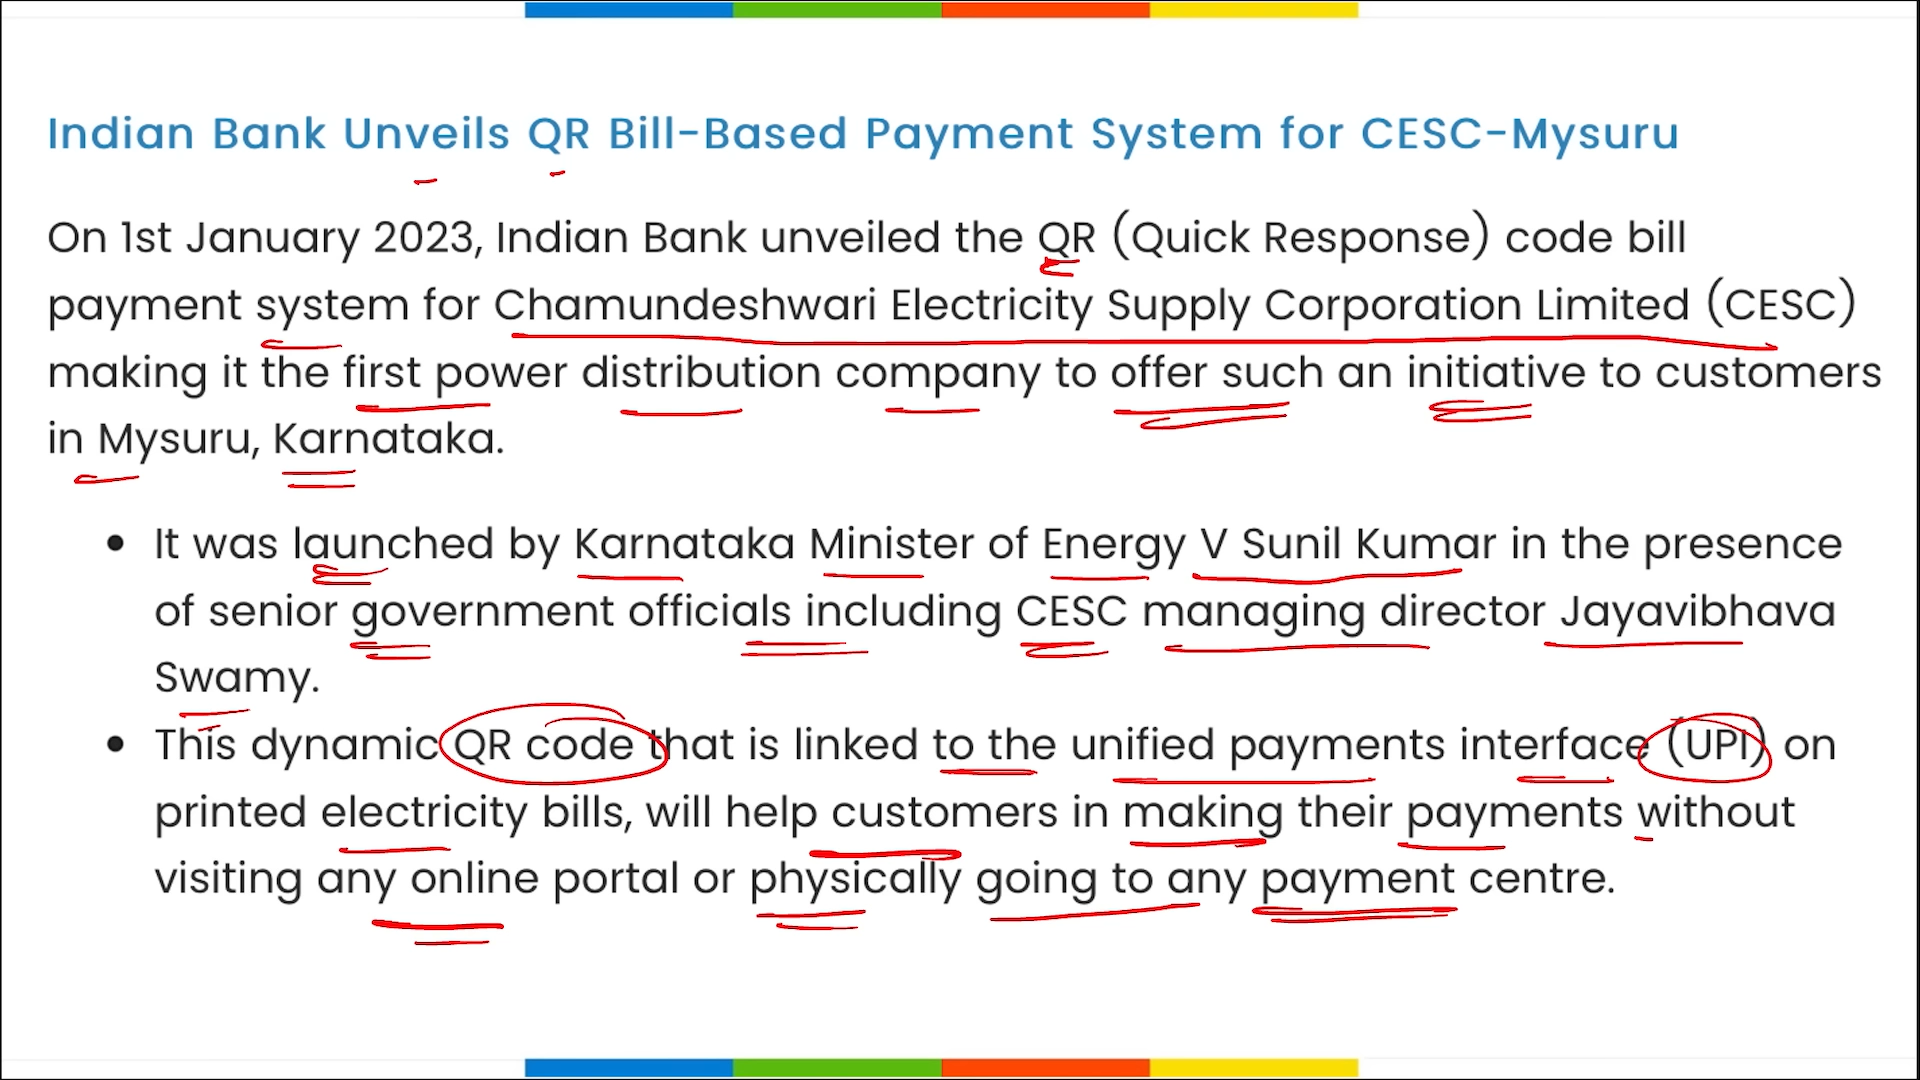 Indian Bank Unveils QR Bill-Based Payment System for CESC-Mysuru
On 1st January 2023, Indian Bank unveiled the QR (Quick Response) code bill
payment system for Chamundeshwari Electricity Supply Corporation Limited (CESC)
making it the first power distribution company to offer such an initiative to customers
in Mysuru, Karnataka.
• It was launched by Karnataka Minister of Energy V Sunil Kumar in the presence
of senior government officials including CESC managing director Jayavibhava
Swamy.
• This dynamic QR code that is linked to the unified payments interface (UPI) on
printed electricity bills, will help customers in making their payments without
visiting any online portal or physically going to any payment centre.